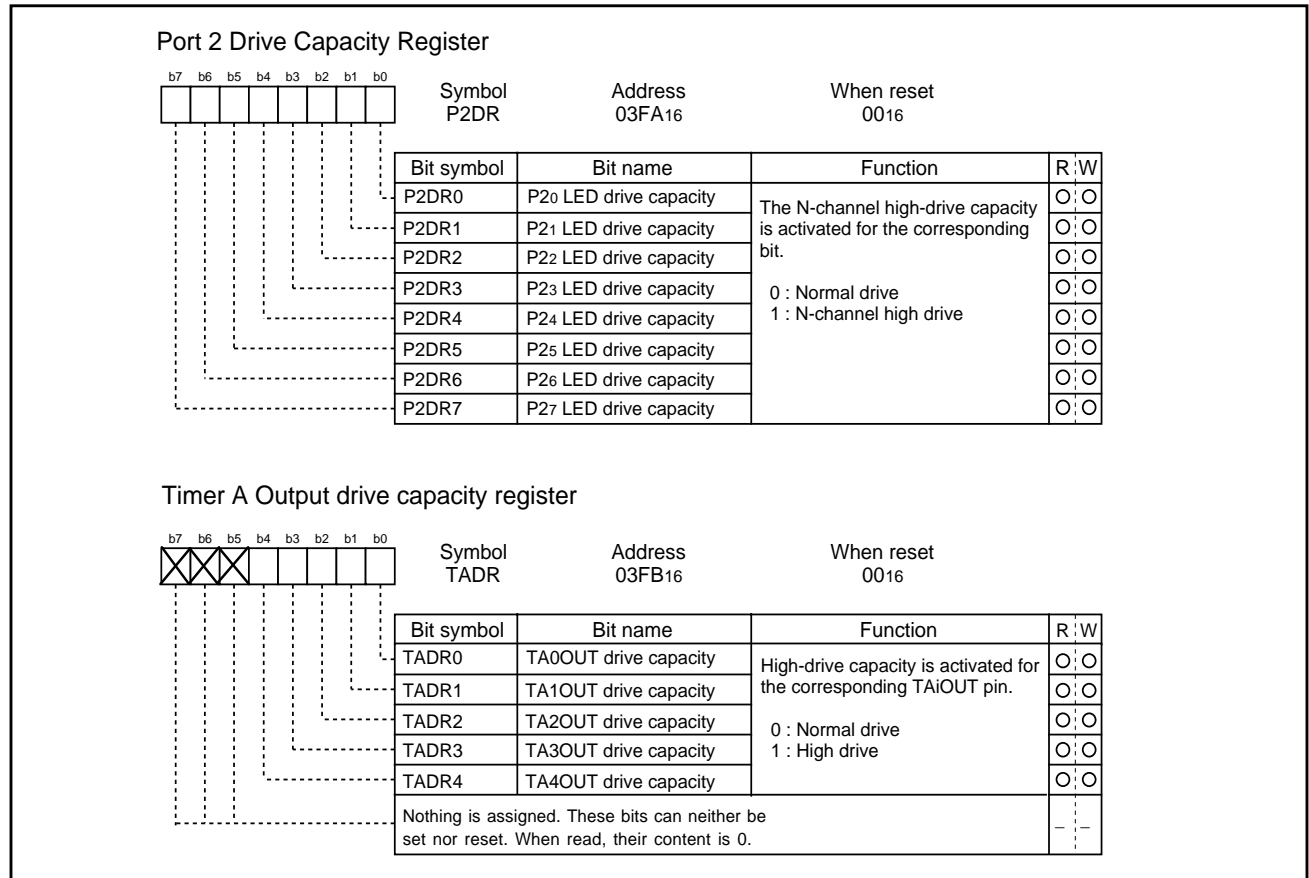 Port 2 Drive Capacity Register
b7 b6 b5 b4 b3 b2 b1 b0
Symbol Address When reset
P2DR 03FA16 0016
Bit symbol Bit name Function R W
P2DR0 P20 LED drive capacity The N-channel high-drive capacity O O
P2DR1 P21 LED drive capacity is activated for the corresponding O O
P2DR2 P22 LED drive capacity bit. O O
P2DR3 P23 LED drive capacity 0 : Normal drive O O
P2DR4 P24 LED drive capacity 1 : N-channel high drive O O
P2DR5 P25 LED drive capacity O O
P2DR6 P26 LED drive capacity O O
P2DR7 P27 LED drive capacity O O
Timer A Output drive capacity register
b7 b6 b5 b4 b3 b2 b1 b0
Symbol Address When reset
TADR 03FB16 0016
Bit symbol Bit name Function R W
TADR0 TA0OUT drive capacity High-drive capacity is activated for O O
TADR1 TA1OUT drive capacity the corresponding TAiOUT pin. O O
TADR2 TA2OUT drive capacity 0 : Normal drive O O
TADR3 TA3OUT drive capacity 1 : High drive O O
TADR4 TA4OUT drive capacity O O
Nothing is assigned. These bits can neither be
set nor reset. When read, their content is 0. – –